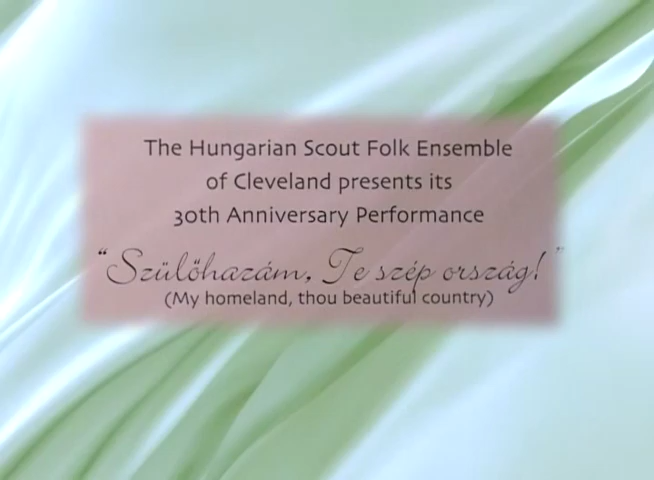 The Hungarian Scout Folk Ensemble
of Cleveland presents its
30th Anniversary Performance
"Szülőhazám, Te szép ország!"
(My homeland, thou beautiful country)